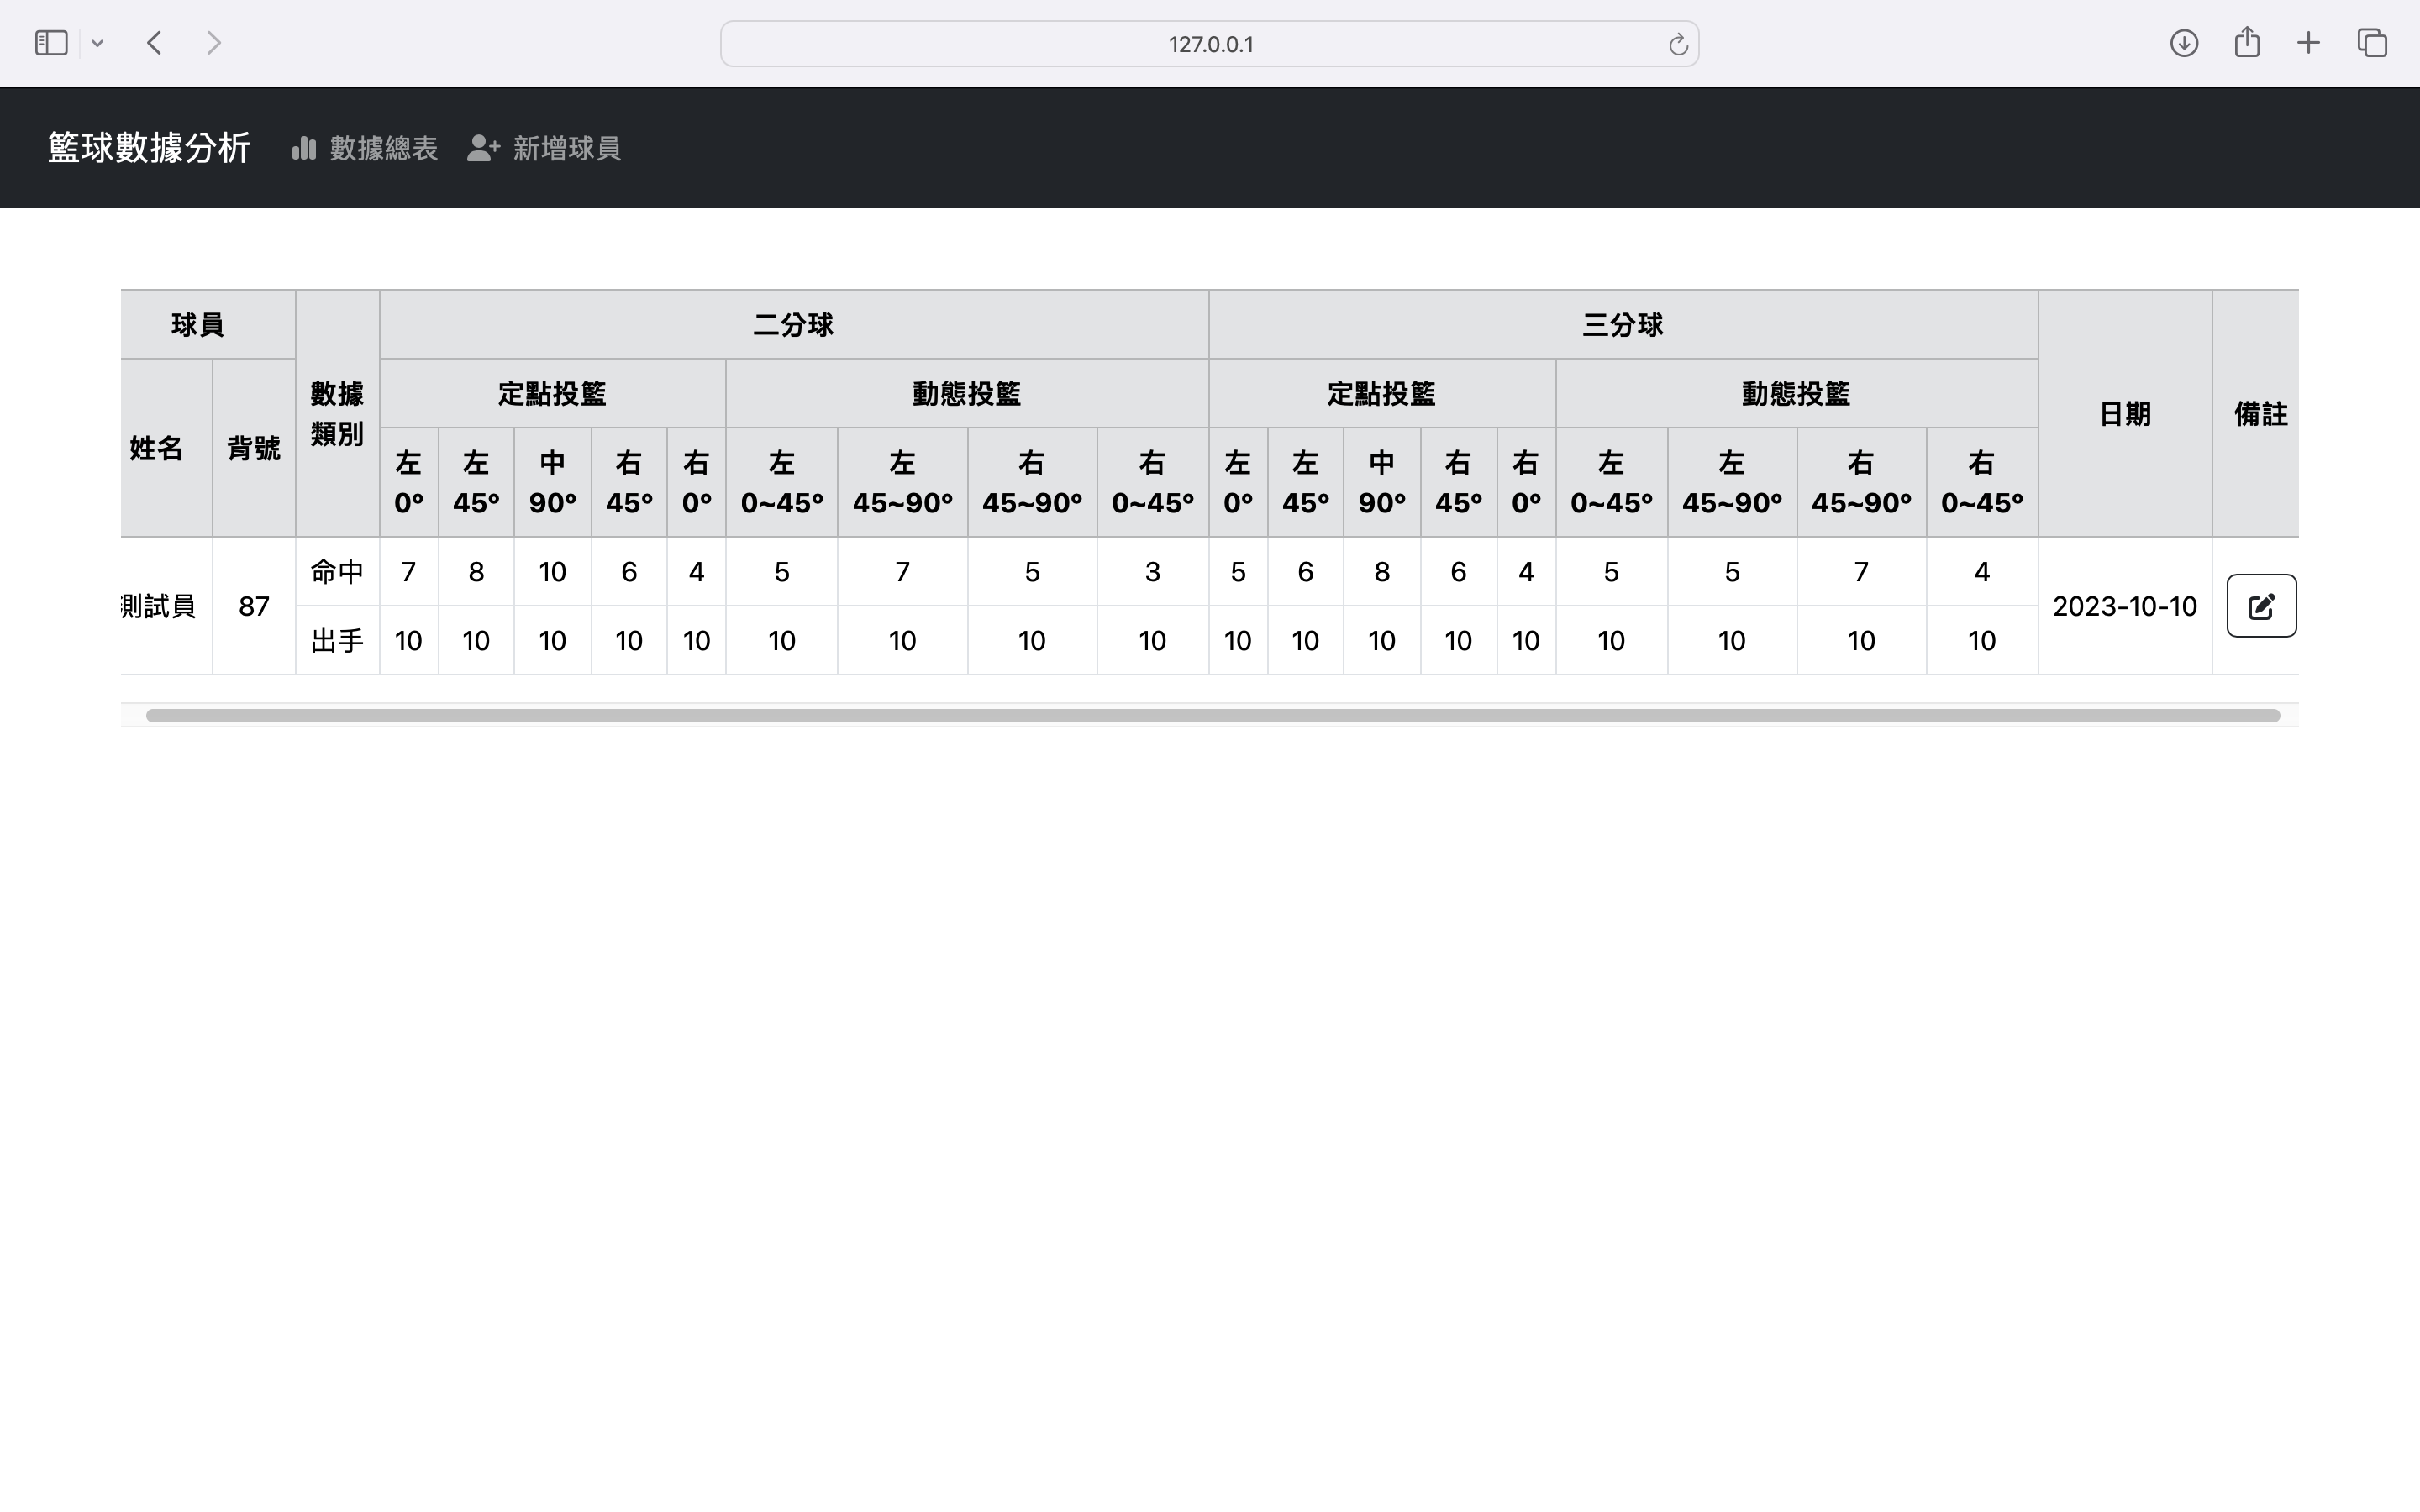 127.0.0.1
籃球數據分析 數據總表 新增球員
球員 二分球 三分球
數據類別 日期 備註
定點投籃 動態投籃 定點投籃 動態投籃
姓名 背號
左 左 中 右 右 左 左 右 右 左 左 中 右 右 左 左 右 右
0° 45° 90° 45° 0° 0~45° 45~90° 45~90° 0~45° 0° 45° 90° 45° 0° 0~45° 45~90° 45~90° 0~45°
命中 7 8 10 6 4 5 7 5 3 5 6 8 6 4 5 5 7 4
測試員 87 2023-10-10
出手 10 10 10 10 10 10 10 10 10 10 10 10 10 10 10 10 10 10